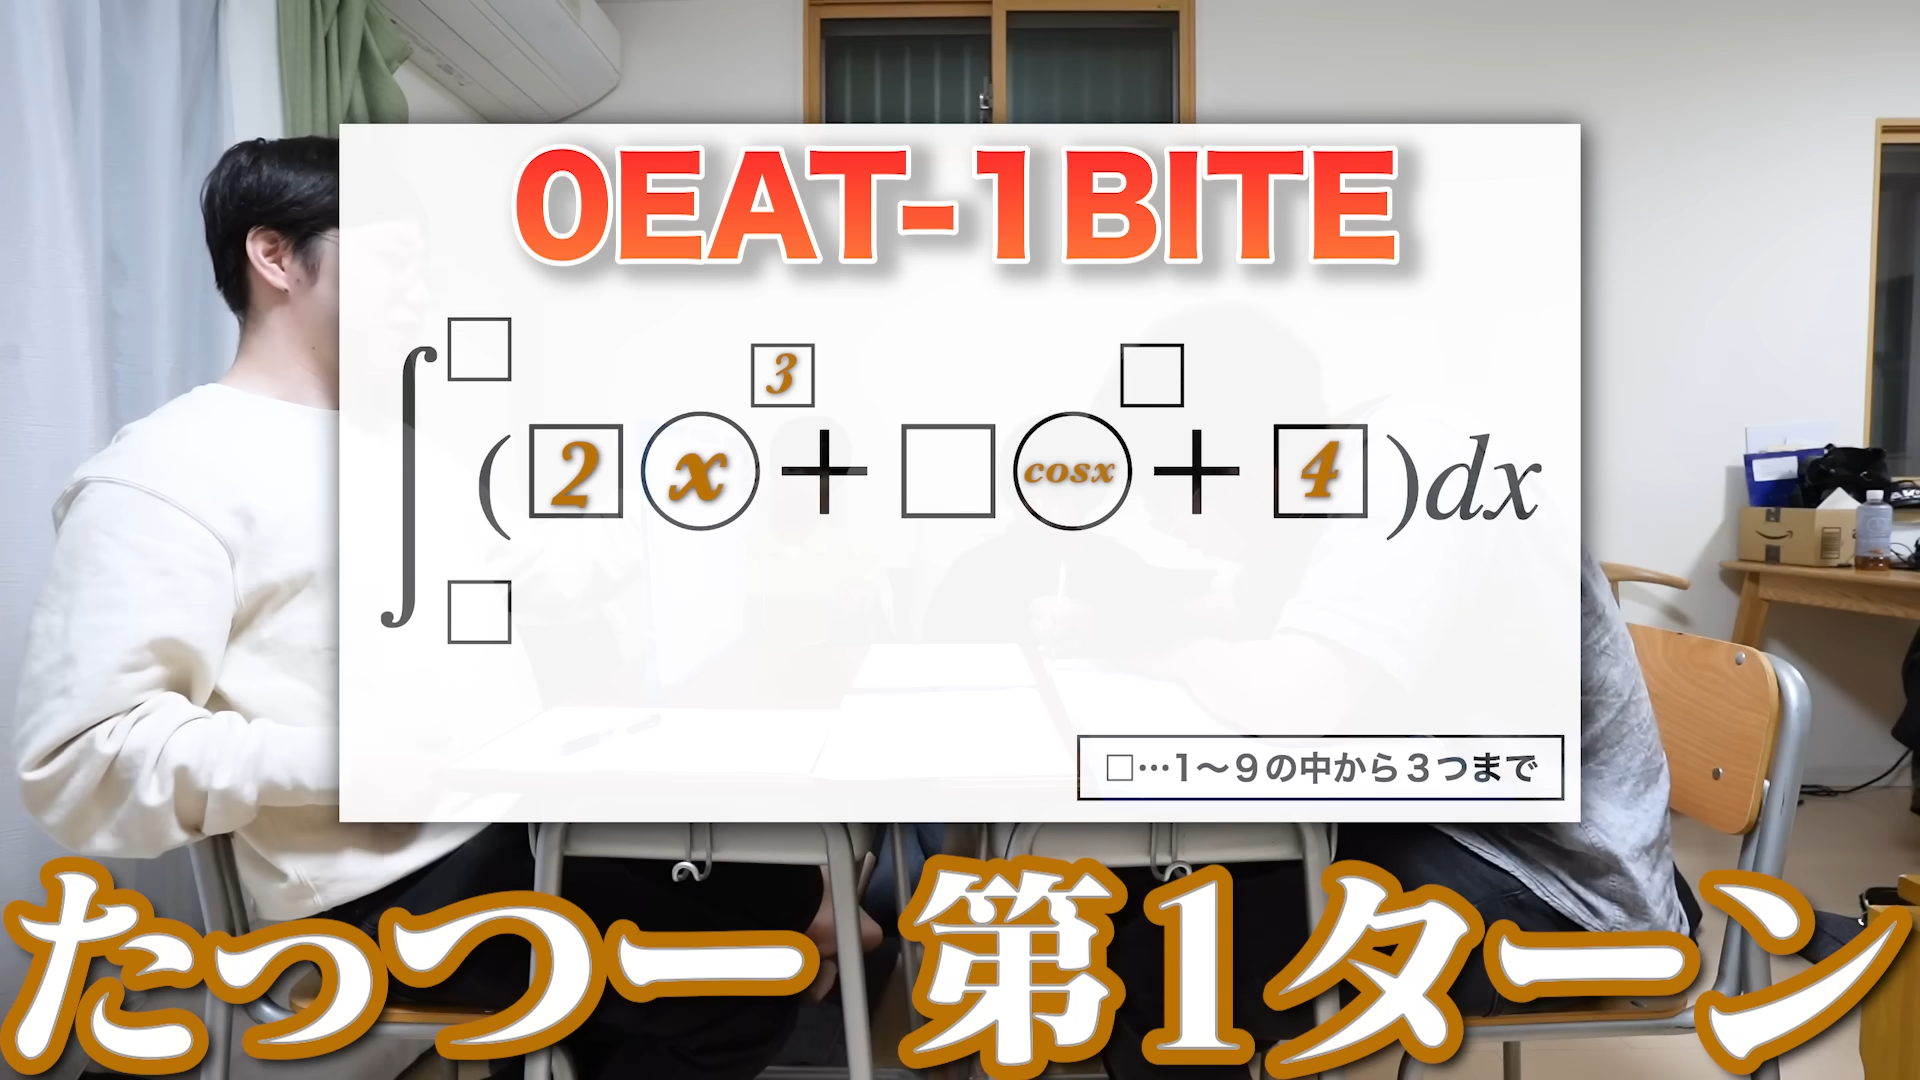 0EAT-1BITE
∫□□(2x³+□cosx□+4)dx
□…1〜9の中から3つまで
たっつー 第1ターン